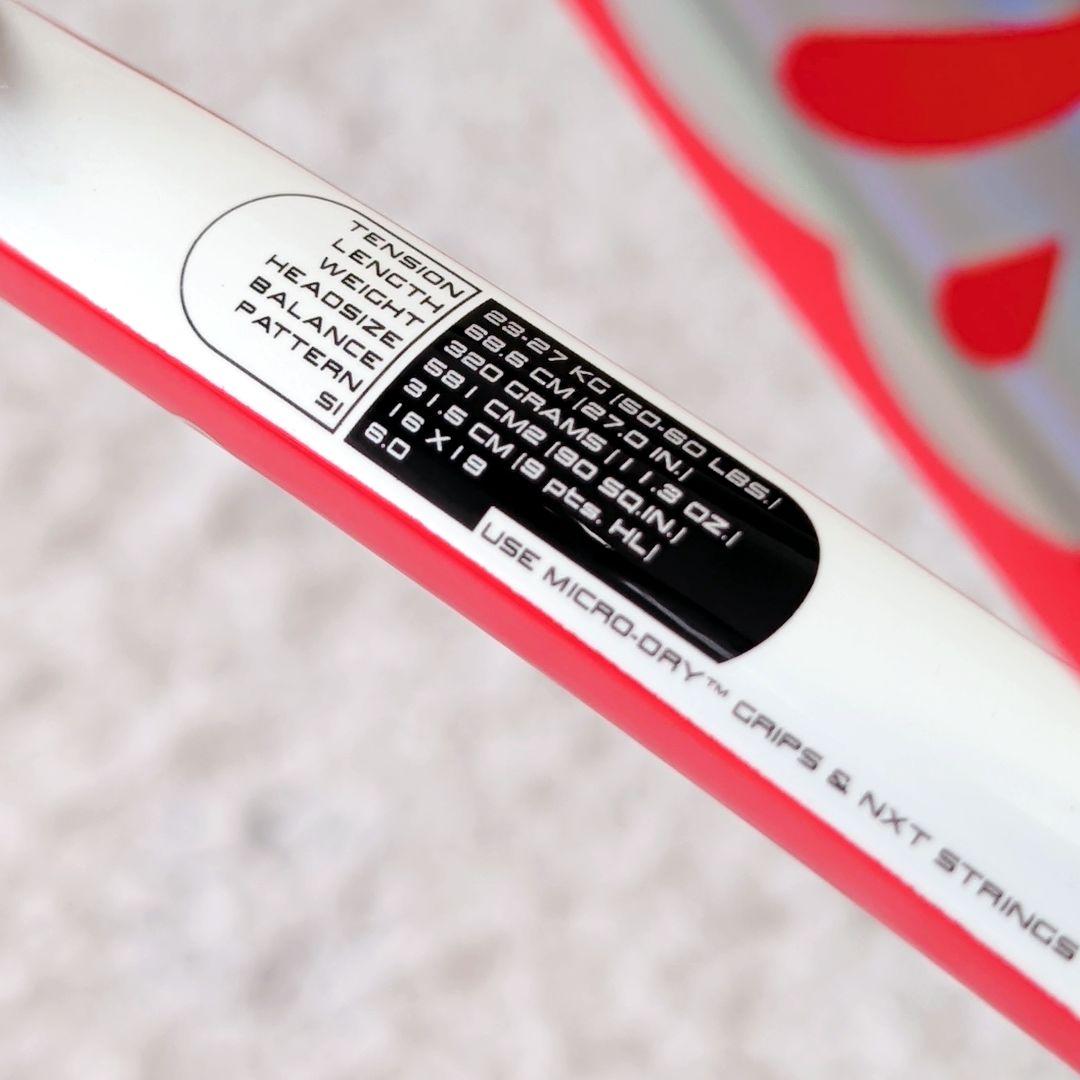 TENSION 23-27 KG (50-60 LBS.)
LENGTH 68.6 CM (27.0 IN.)
WEIGHT 320 GRAMS (11.3 OZ.)
HEADSIZE 581 CM2 (90 SQ.IN.)
BALANCE 31.5 CM (9 pts. HL)
PATTERN 16 X 19
SI 6.0
USE MICRO-DRY™ GRIPS & NXT STRINGS